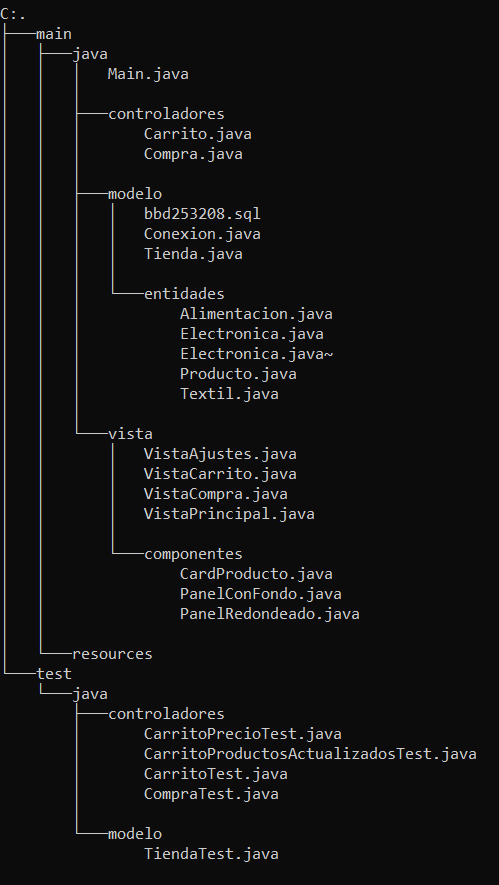 C:.
├───main
│   ├───java
│   │   │   Main.java
│   │   │
│   │   ├───controladores
│   │   │       Carrito.java
│   │   │       Compra.java
│   │   │
│   │   ├───modelo
│   │   │   │   bbd253208.sql
│   │   │   │   Conexion.java
│   │   │   │   Tienda.java
│   │   │   │
│   │   │   └───entidades
│   │   │           Alimentacion.java
│   │   │           Electronica.java
│   │   │           Electronica.java~
│   │   │           Producto.java
│   │   │           Textil.java
│   │   │
│   │   └───vista
│   │       │   VistaAjustes.java
│   │       │   VistaCarrito.java
│   │       │   VistaCompra.java
│   │       │   VistaPrincipal.java
│   │       │
│   │       └───componentes
│   │               CardProducto.java
│   │               PanelConFondo.java
│   │               PanelRedondeado.java
│   │
│   └───resources
└───test
    └───java
        ├───controladores
        │       CarritoPrecioTest.java
        │       CarritoProductosActualizadosTest.java
        │       CarritoTest.java
        │       CompraTest.java
        │
        └───modelo
                TiendaTest.java